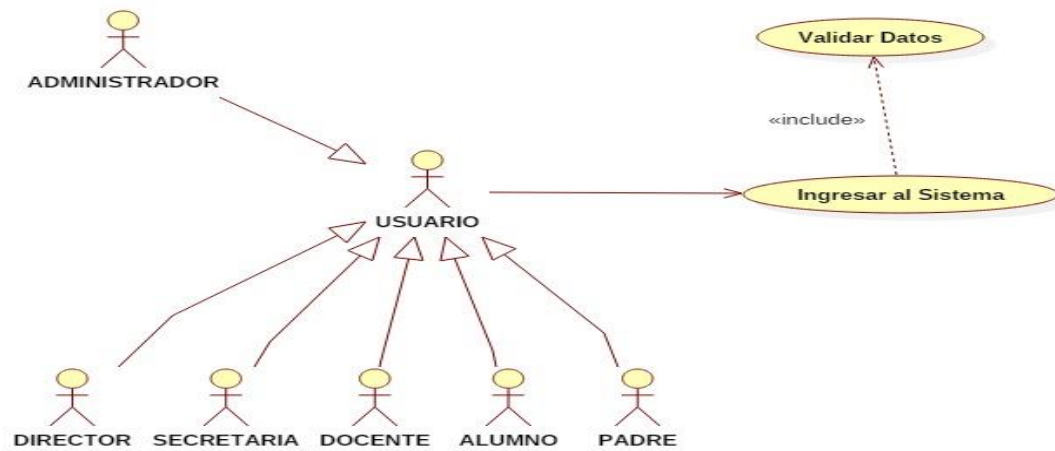 Validar Datos
ADMINISTRADOR
«include»
Ingresar al Sistema
USUARIO
DIRECTOR
SECRETARIA
DOCENTE
ALUMNO
PADRE